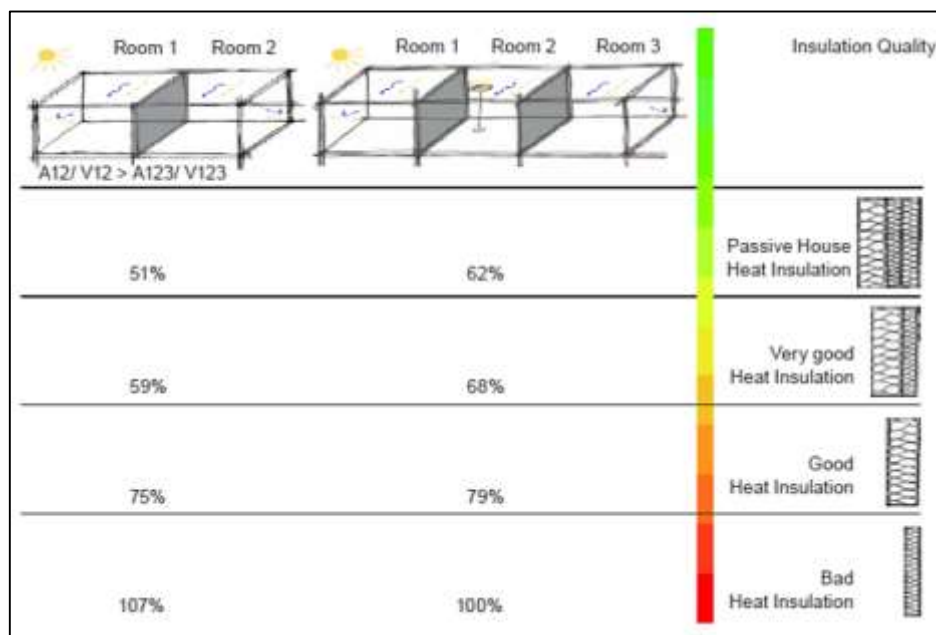 Room 1 Room 2 Room 1 Room 2 Room 3 Insulation Quality
A12/ V12 > A123/ V123
Passive House
51% 62% Heat Insulation
Very good
59% 68% Heat Insulation
Good
75% 79% Heat Insulation
Bad
107% 100% Heat Insulation